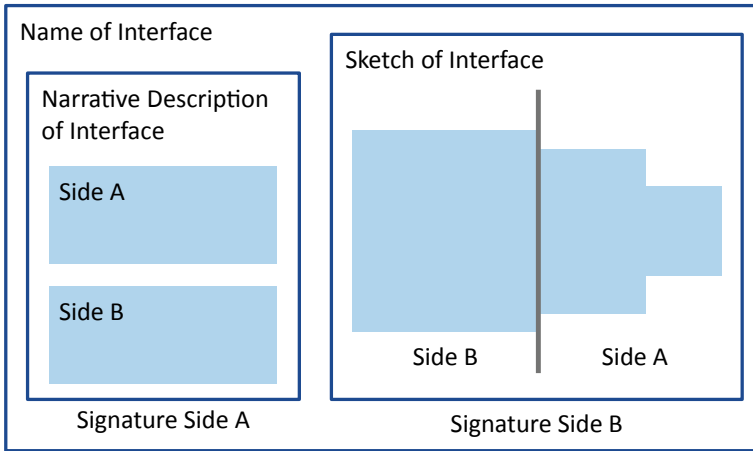 Name of Interface
Narrative Description
of Interface
Side A
Side B
Signature Side A
Sketch of Interface
Side B
Side A
Signature Side B